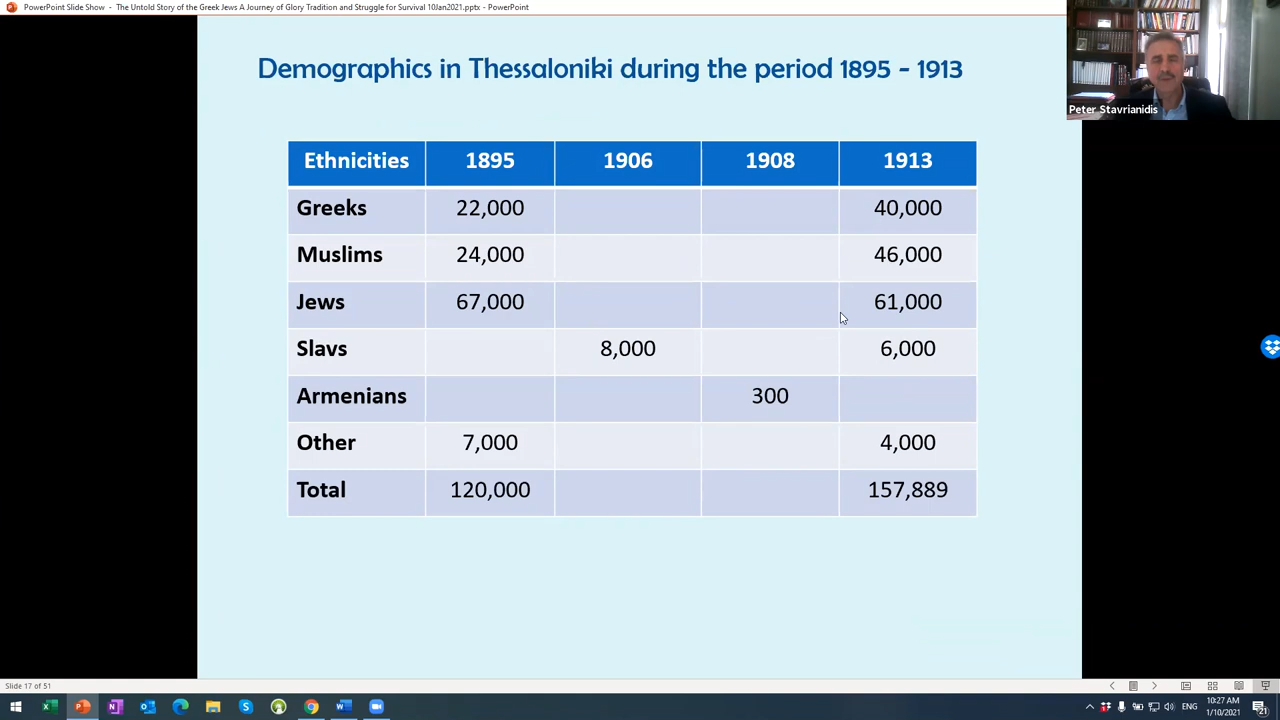 PowerPoint Slide Show - The Untold Story of the Greek Jews A Journey of Glory Tradition and Struggle for Survival 10Jan2021.pptx - PowerPoint
Peter Stavrianidis
Demographics in Thessaloniki during the period 1895 - 1913
Ethnicities 1895 1906 1908 1913
Greeks 22,000 40,000
Muslims 24,000 46,000
Jews 67,000 61,000
Slavs 8,000 6,000
Armenians 300
Other 7,000 4,000
Total 120,000 157,889
Slide 17 of 51
ENG 10:27 AM
1/10/2021 21